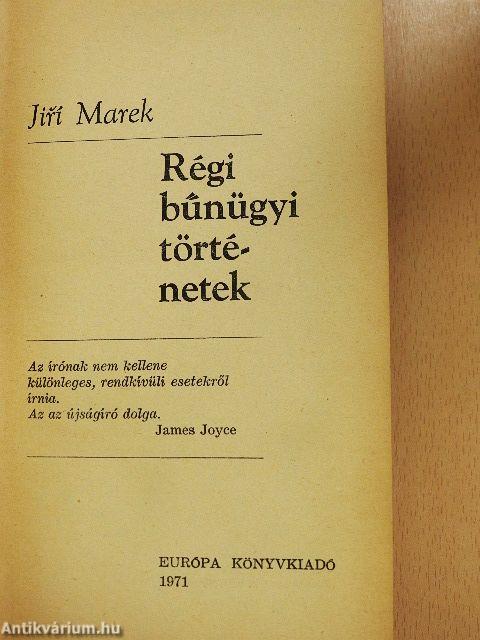 Jiří Marek
Régi
bűnügyi
törté-
netek
Az írónak nem kellene
különleges, rendkívüli esetekről
írnia.
Az az újságíró dolga.
James Joyce
EURÓPA KÖNYVKIADÓ
1971
Antikvárium.hu